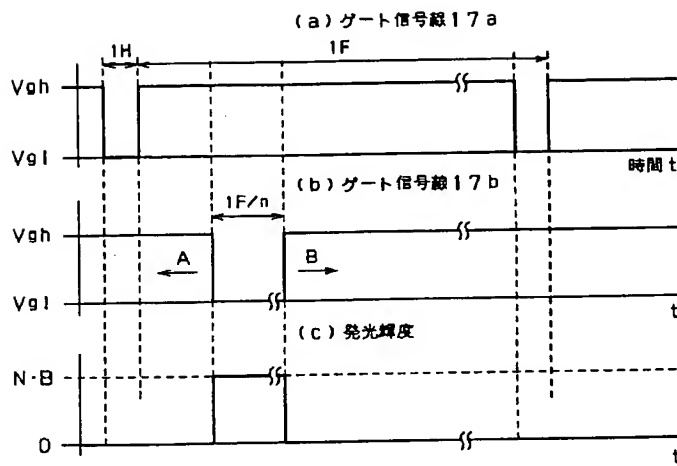 (a)ゲート信号線17a
1H
1F
Vgh
Vgl
時間t
(b)ゲート信号線17b
1F/n
Vgh
A
B
Vgl
t
(c)発光輝度
N·B
0
t